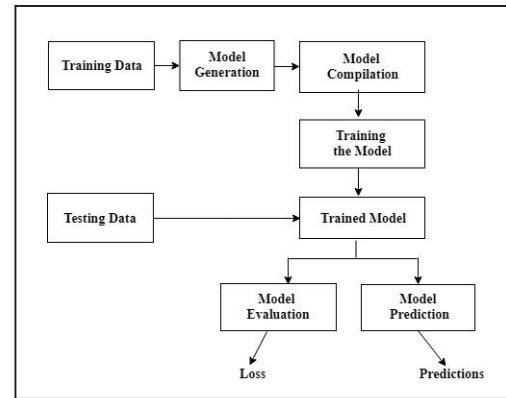 Training Data
Model
Generation
Model
Compilation
Training
the Model
Testing Data
Trained Model
Model
Evaluation
Model
Prediction
Loss
Predictions